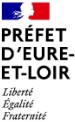 PRÉFET
D'EURE-
ET-LOIR
Liberté
Égalité
Fraternité